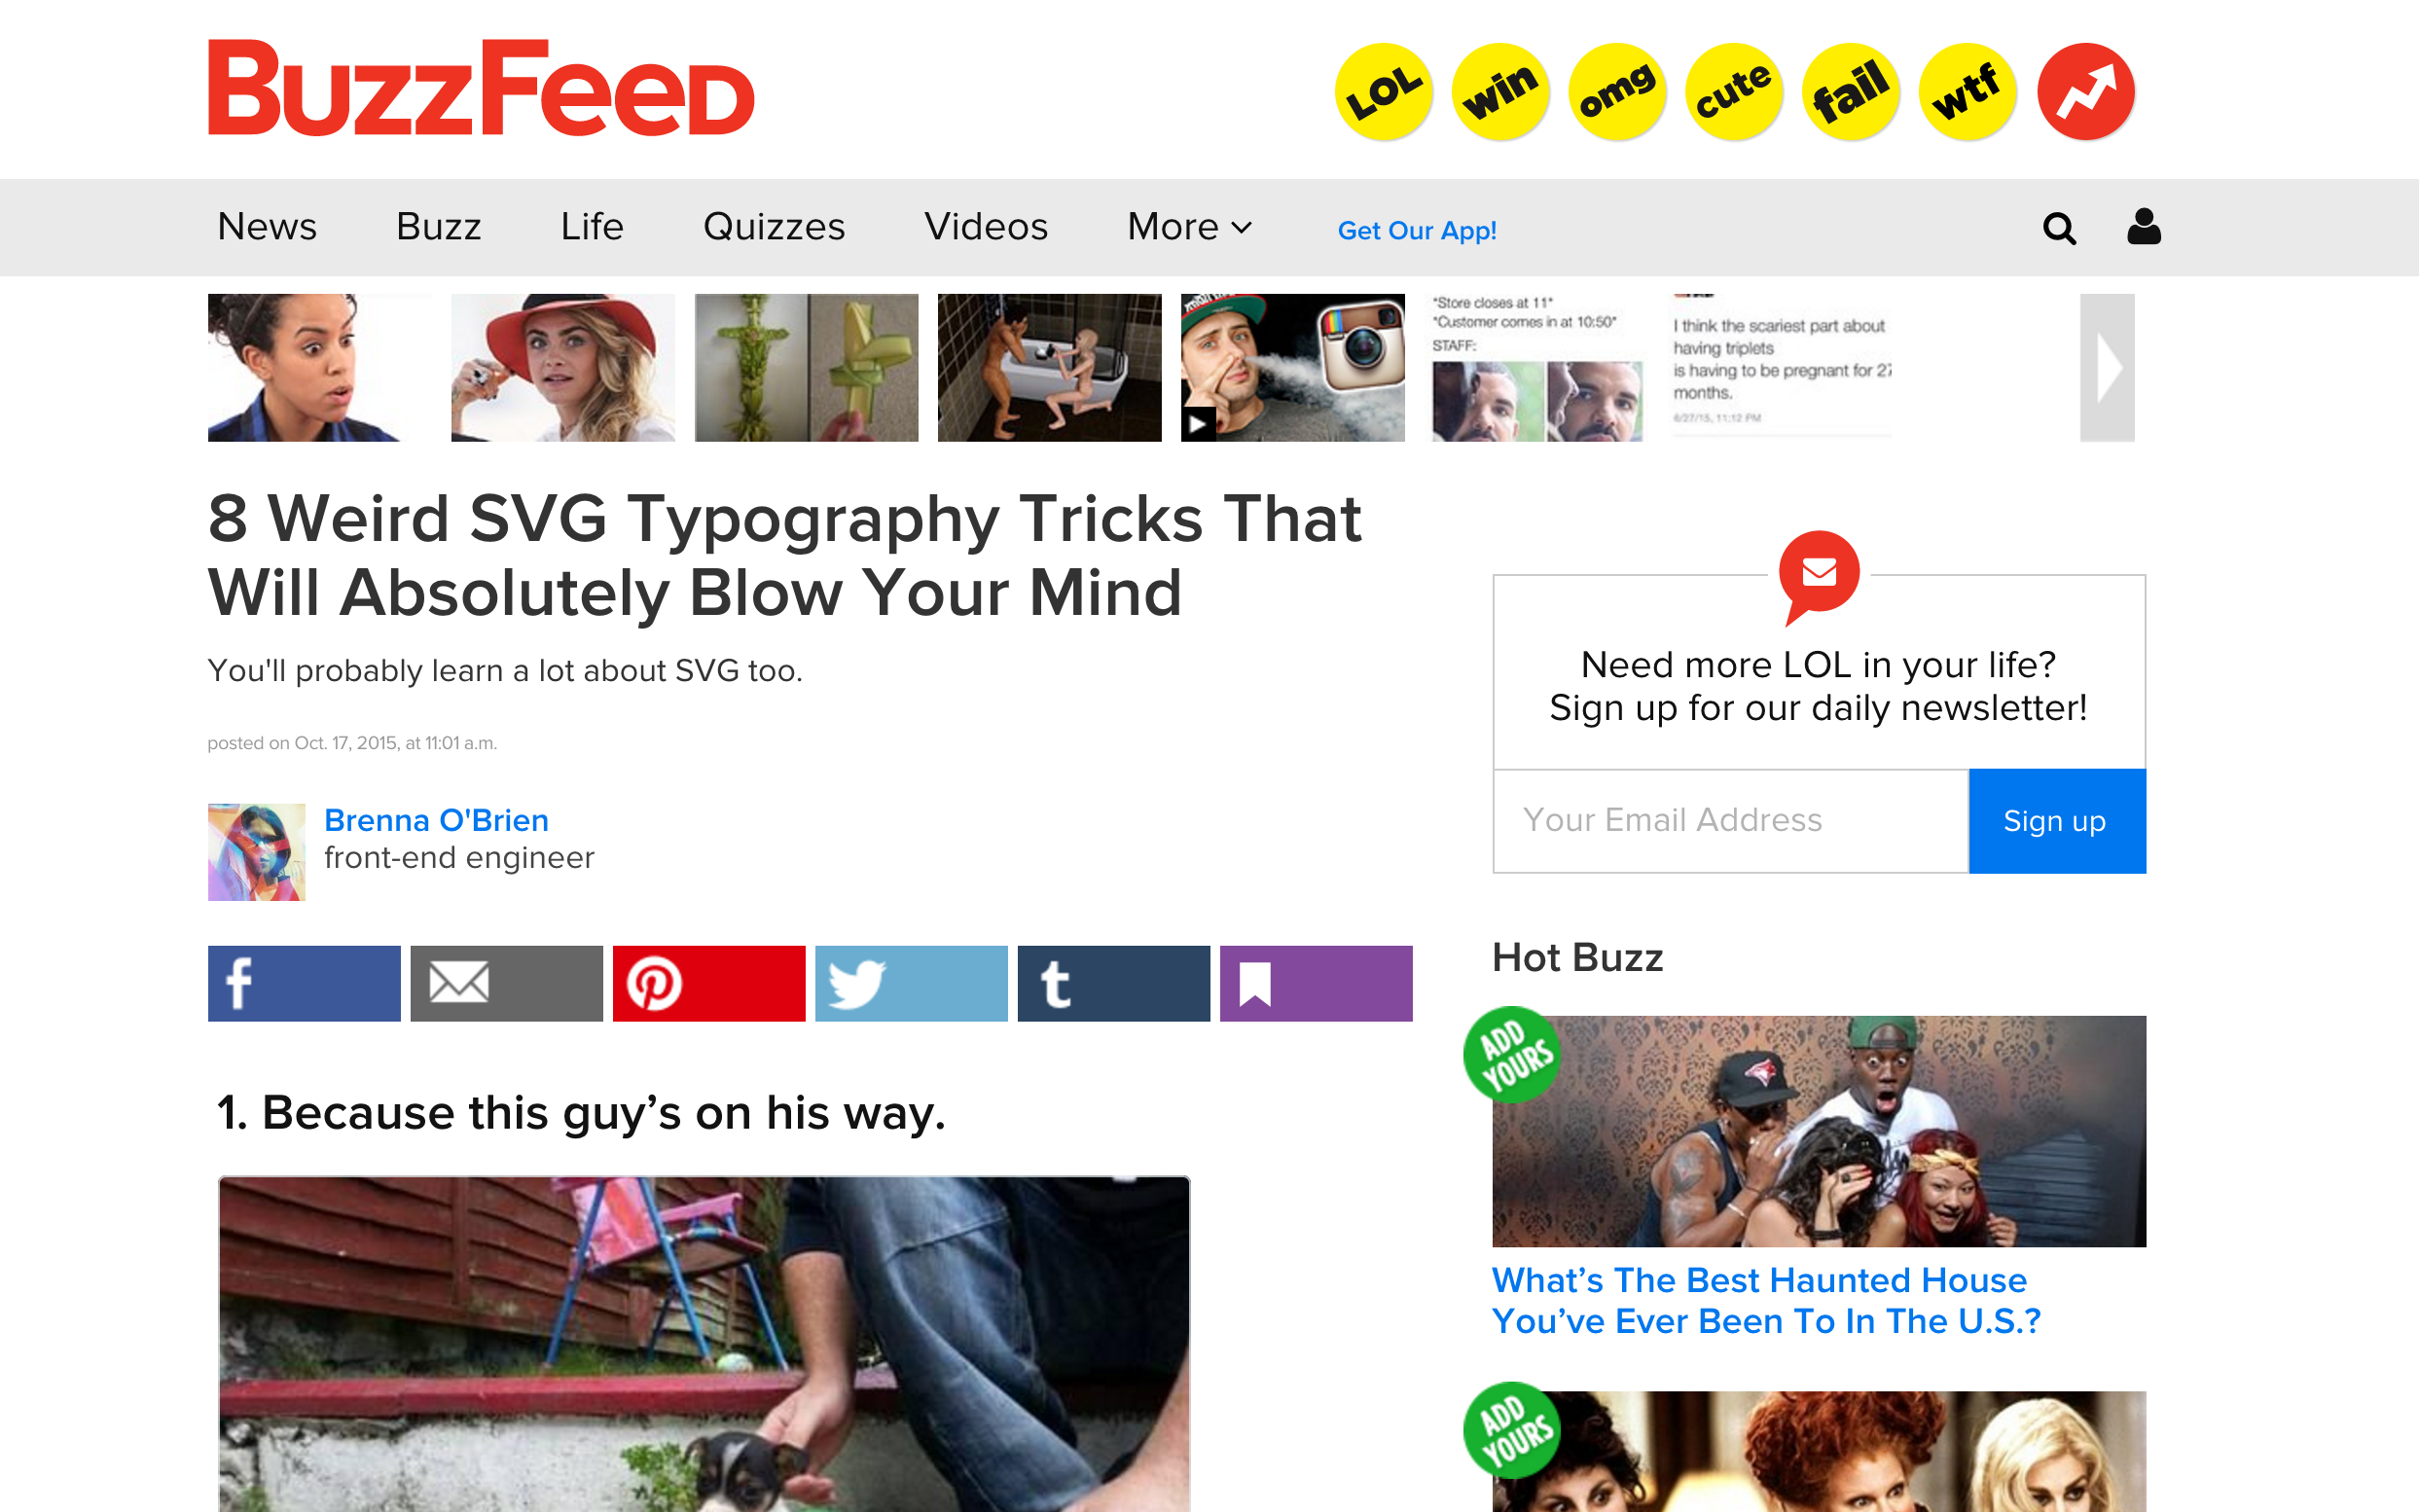 BuzzFeed
LOL
win
omg
cute
fail
wtf
News
Buzz
Life
Quizzes
Videos
More
Get Our App!
*Store closes at 11*
*Customer comes in at 10:50*
STAFF:
I think the scariest part about
having triplets
is having to be pregnant for 27
months.
6/27/15, 11:12 PM
8 Weird SVG Typography Tricks That
Will Absolutely Blow Your Mind
You'll probably learn a lot about SVG too.
posted on Oct. 17, 2015, at 11:01 a.m.
Brenna O'Brien
front-end engineer
Need more LOL in your life?
Sign up for our daily newsletter!
Your Email Address
Sign up
f
t
Hot Buzz
ADD
YOURS
1. Because this guy’s on his way.
What’s The Best Haunted House
You’ve Ever Been To In The U.S.?
ADD
YOURS